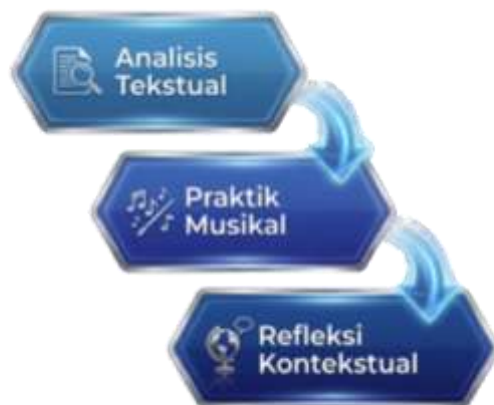 Analisis
Tekstual
Praktik
Musikal
Refleksi
Kontekstual